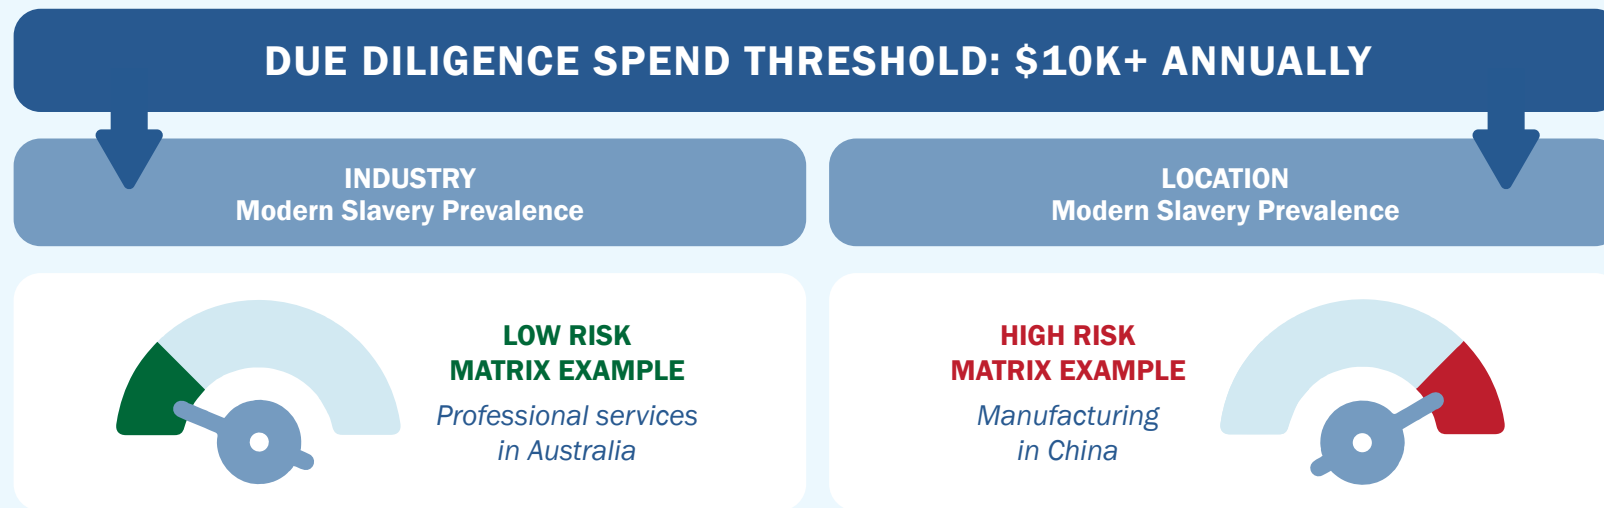 DUE DILIGENCE SPEND THRESHOLD: $10K+ ANNUALLY
INDUSTRY
Modern Slavery Prevalence
LOCATION
Modern Slavery Prevalence
LOW RISK
MATRIX EXAMPLE
Professional services
in Australia
HIGH RISK
MATRIX EXAMPLE
Manufacturing
in China